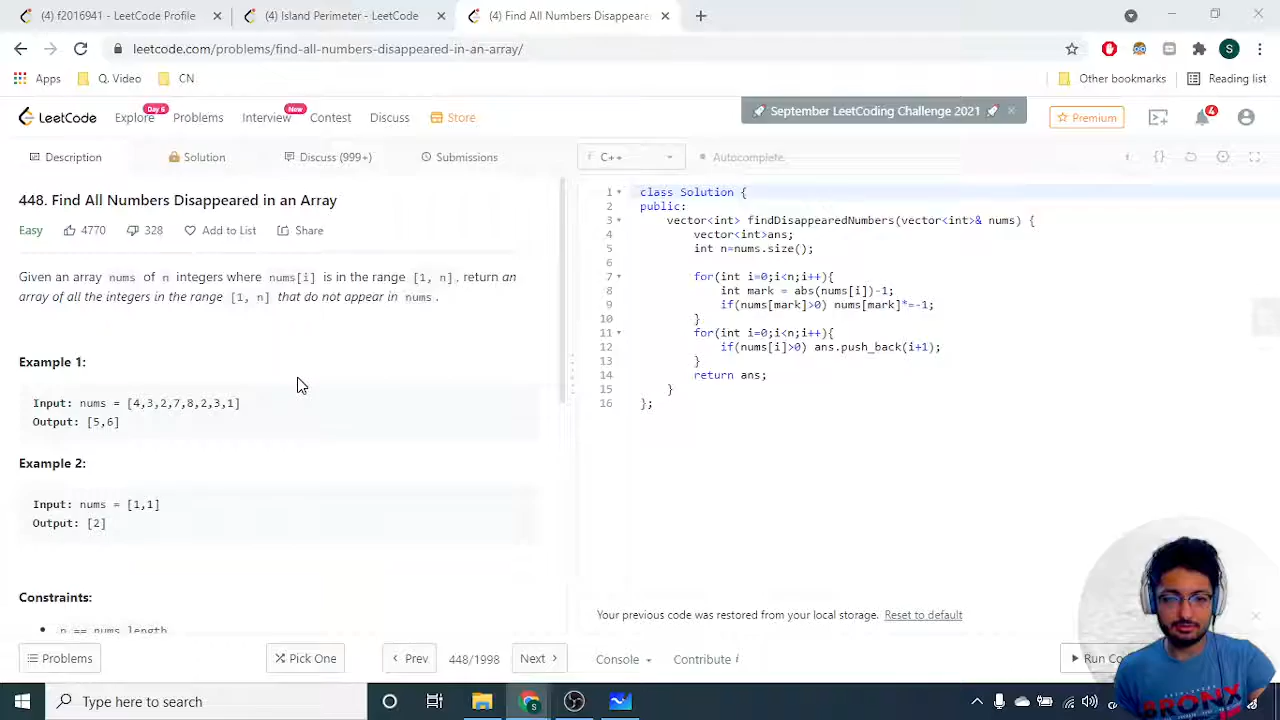 (4) f2016941 - LeetCode Profile
(4) Island Perimeter - LeetCode
(4) Find All Numbers Disappeare
leetcode.com/problems/find-all-numbers-disappeared-in-an-array/
S
Apps
Q. Video
CN
Other bookmarks
Reading list
LeetCode
Explore
Day 6
Problems
Interview
New
Contest
Discuss
Store
September LeetCoding Challenge 2021
Premium
4
Description
Solution
Discuss (999+)
Submissions
C++
Autocomplete
448. Find All Numbers Disappeared in an Array
Easy
4770
328
Add to List
Share
Given an array nums of n integers where nums[i] is in the range [1, n], return an
array of all the integers in the range [1, n] that do not appear in nums.
Example 1:
Input: nums = [4,3,2,7,8,2,3,1]
Output: [5,6]
Example 2:
Input: nums = [1,1]
Output: [2]
Constraints:
n == nums.length
1 class Solution {
2 public:
3 vector<int> findDisappearedNumbers(vector<int>& nums) {
4 vector<int>ans;
5 int n=nums.size();
6
7 for(int i=0;i<n;i++){
8 int mark = abs(nums[i])-1;
9 if(nums[mark]>0) nums[mark]*=-1;
10 }
11 for(int i=0;i<n;i++){
12 if(nums[i]>0) ans.push_back(i+1);
13 }
14 return ans;
15 }
16 };
Your previous code was restored from your local storage. Reset to default
Problems
Pick One
Prev
448/1998
Next
Console
Contribute i
Run Co
BRONX
Type here to search